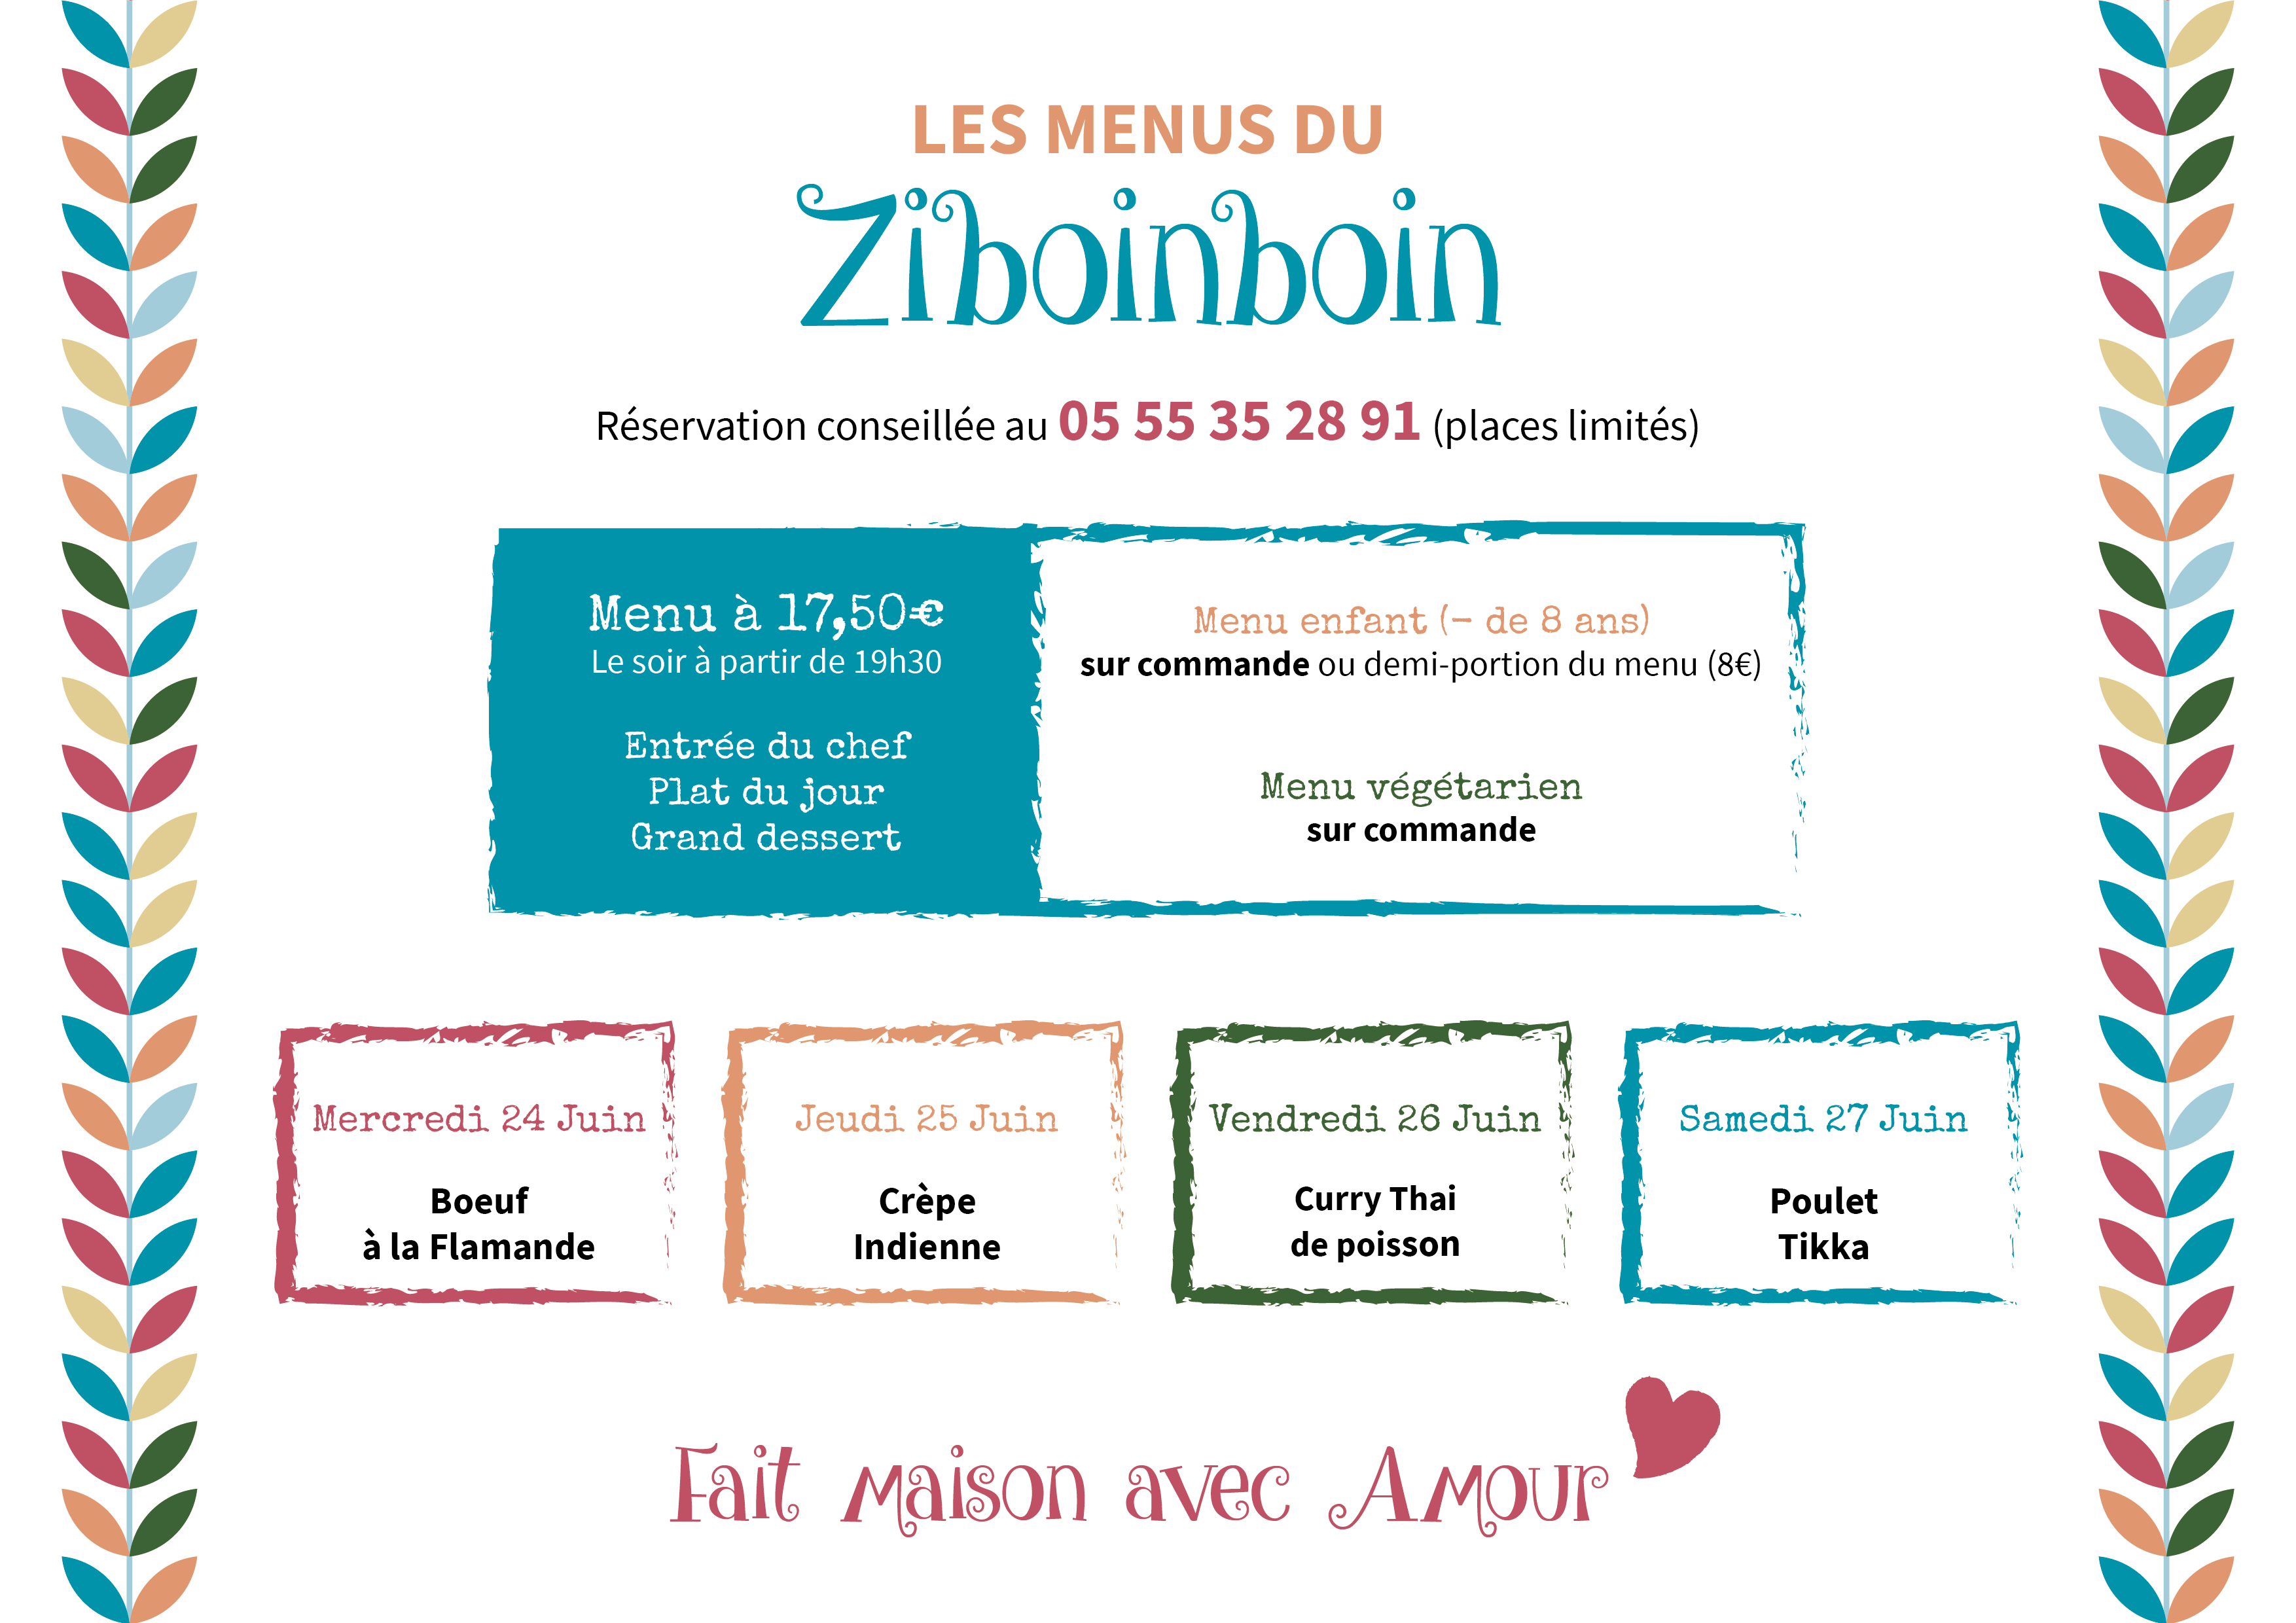 LES MENUS DU
Ziboinboin
Réservation conseillée au 05 55 35 28 91 (places limités)
Menu à 17,50€
Le soir à partir de 19h30
Entrée du chef
Plat du jour
Grand dessert
Menu enfant (- de 8 ans)
sur commande ou demi-portion du menu (8€)
Menu végétarien
sur commande
Mercredi 24 Juin
Boeuf
à la Flamande
Jeudi 25 Juin
Crèpe
Indienne
Vendredi 26 Juin
Curry Thai
de poisson
Samedi 27 Juin
Poulet
Tikka
Fait maison avec Amour